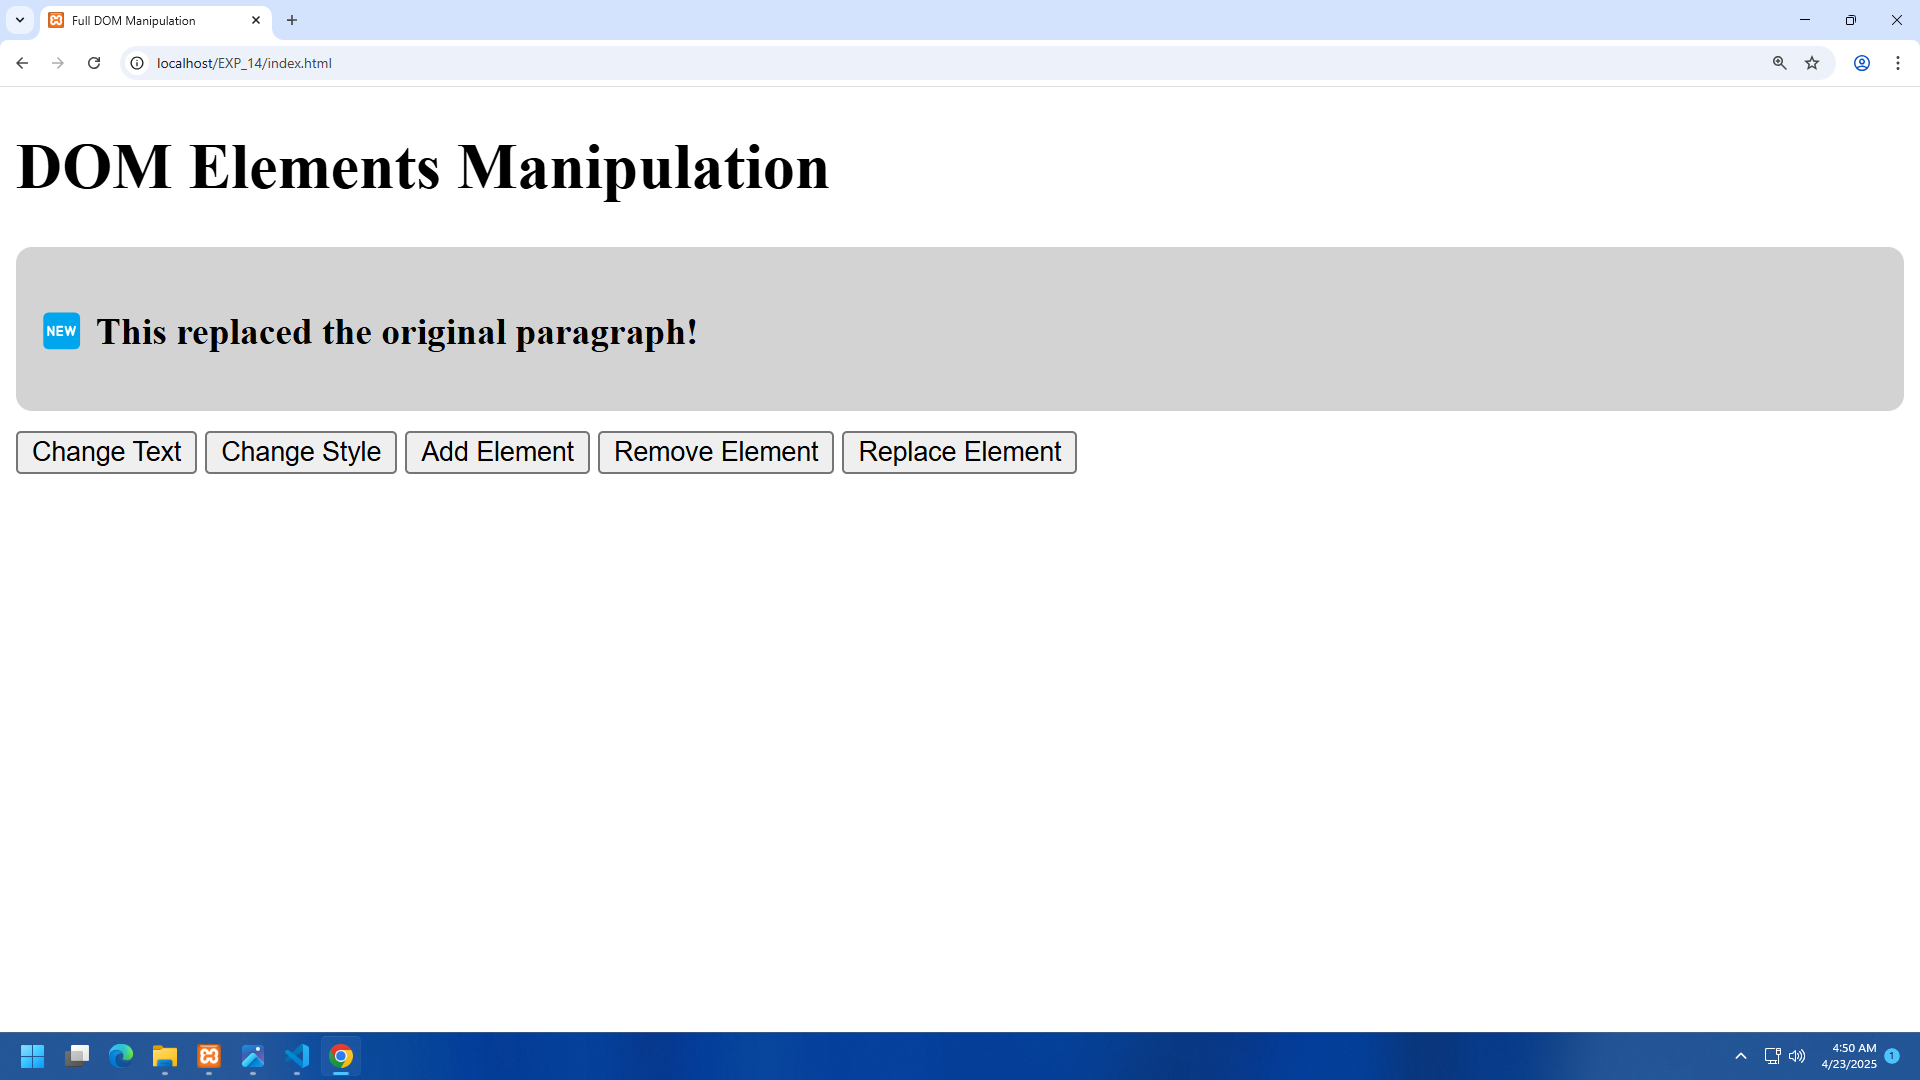 Full DOM Manipulation
localhost/EXP_14/index.html
DOM Elements Manipulation
NEW This replaced the original paragraph!
Change Text Change Style Add Element Remove Element Replace Element
4:50 AM
4/23/2025
1